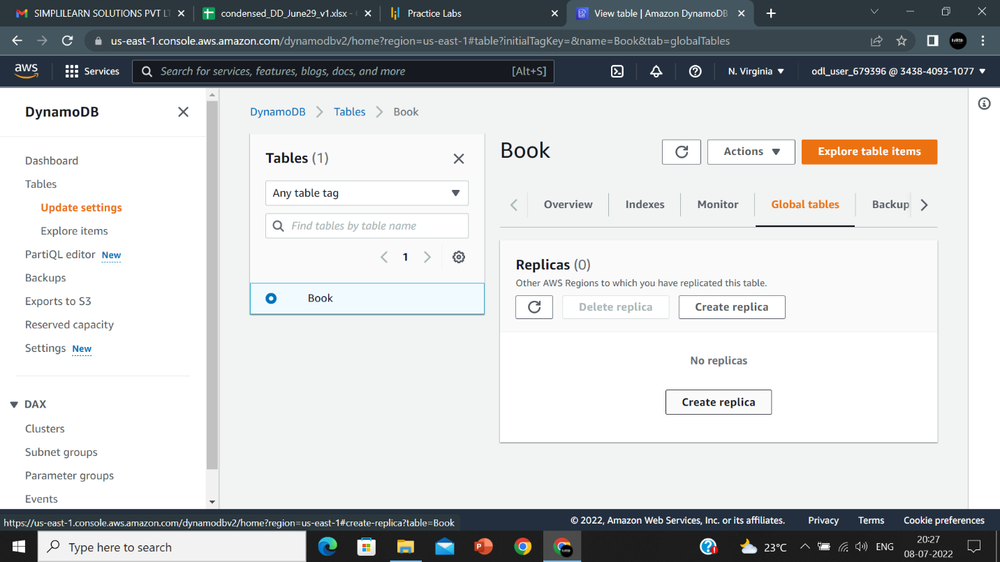 SIMPLILEARN SOLUTIONS PVT LT
condensed_DD_June29_v1.xlsx -
Practice Labs
View table | Amazon DynamoDB
us-east-1.console.aws.amazon.com/dynamodbv2/home?region=us-east-1#table?initialTagKey=&name=Book&tab=globalTables
aws
Services
Search for services, features, blogs, docs, and more
[Alt+S]
N. Virginia
odl_user_679396 @ 3438-4093-1077
DynamoDB
Dashboard
Tables
Update settings
Explore items
PartiQL editor New
Backups
Exports to S3
Reserved capacity
Settings New
DAX
Clusters
Subnet groups
Parameter groups
Events
DynamoDB > Tables > Book
Tables (1)
Any table tag
Find tables by table name
1
Book
Book
Actions
Explore table items
Overview
Indexes
Monitor
Global tables
Backup
Replicas (0)
Other AWS Regions to which you have replicated this table.
Delete replica
Create replica
No replicas
Create replica
https://us-east-1.console.aws.amazon.com/dynamodbv2/home?region=us-east-1#create-replica?table=Book
© 2022, Amazon Web Services, Inc. or its affiliates.
Privacy
Terms
Cookie preferences
Type here to search
23°C
ENG
20:27
08-07-2022